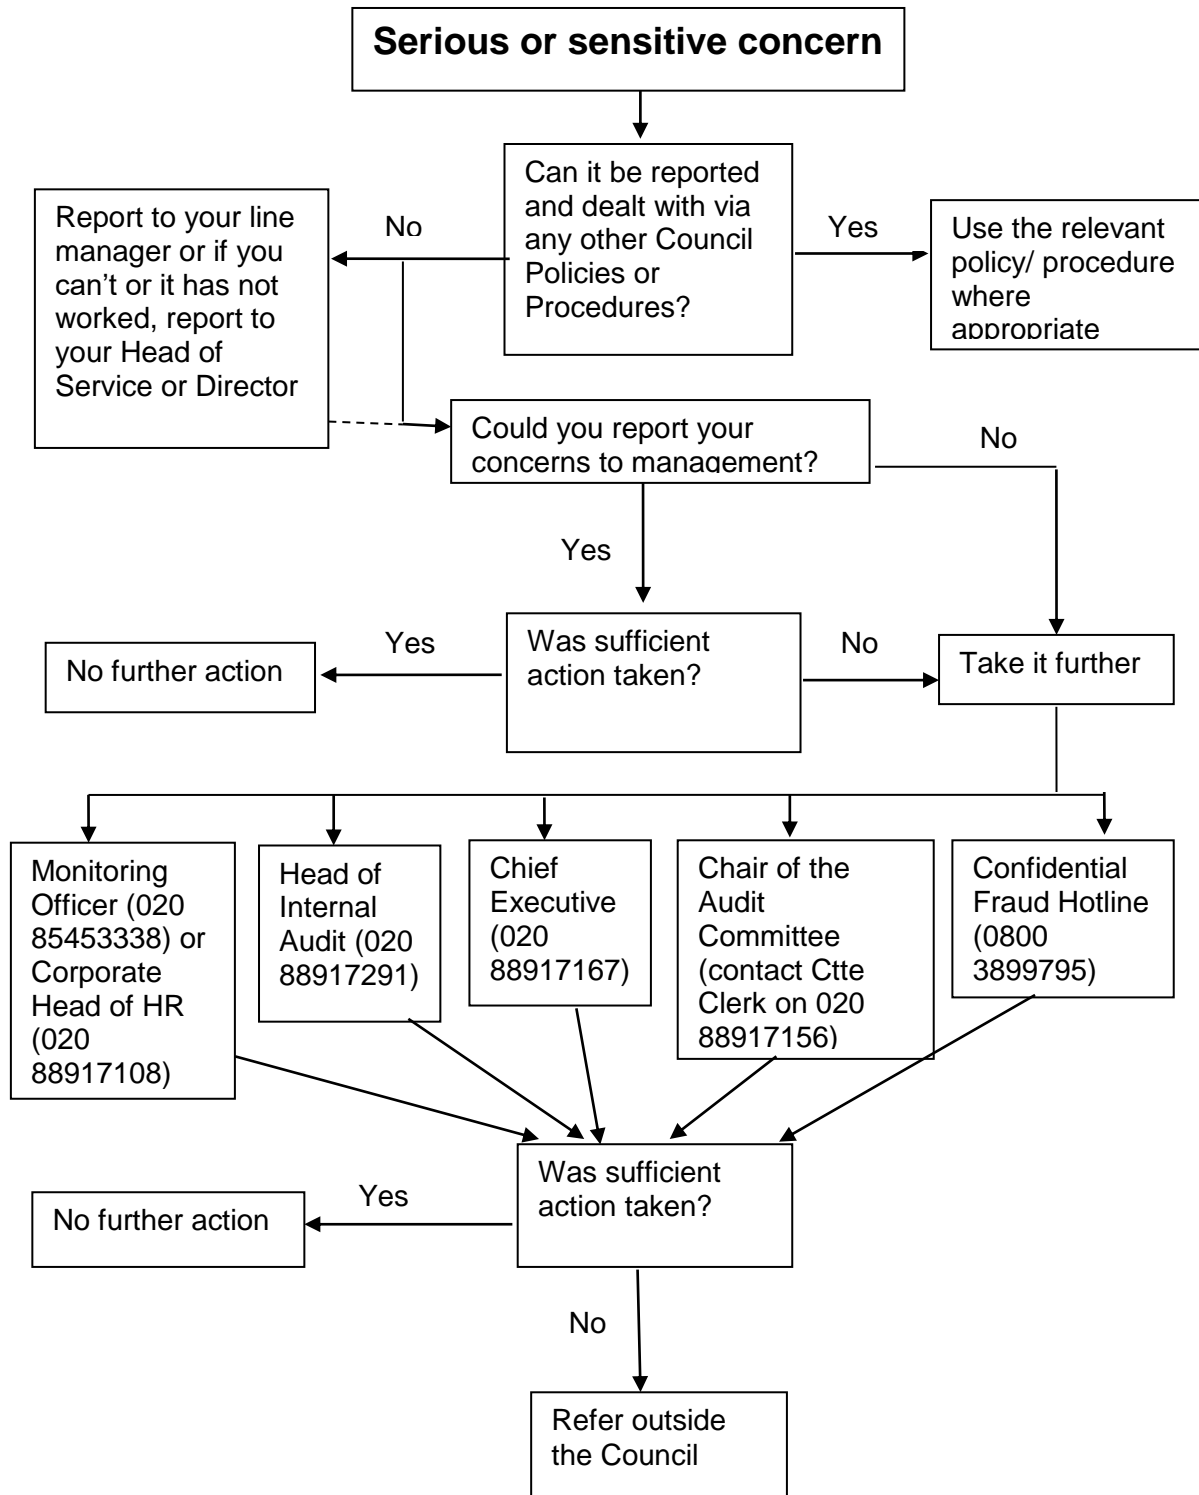 Serious or sensitive concern
Can it be reported
and dealt with via
any other Council
Policies or
Procedures?
No
Yes
Report to your line
manager or if you
can't or it has not
worked, report to
your Head of
Service or Director
Use the relevant
policy/ procedure
where
appropriate
Could you report your
concerns to management?
No
Yes
Was sufficient
action taken?
Yes
No
No further action
Take it further
Monitoring
Officer (020
85453338) or
Corporate
Head of HR
(020
88917108)
Head of
Internal
Audit (020
88917291)
Chief
Executive
(020
88917167)
Chair of the
Audit
Committee
(contact Ctte
Clerk on 020
88917156)
Confidential
Fraud Hotline
(0800
3899795)
Was sufficient
action taken?
Yes
No further action
No
Refer outside
the Council